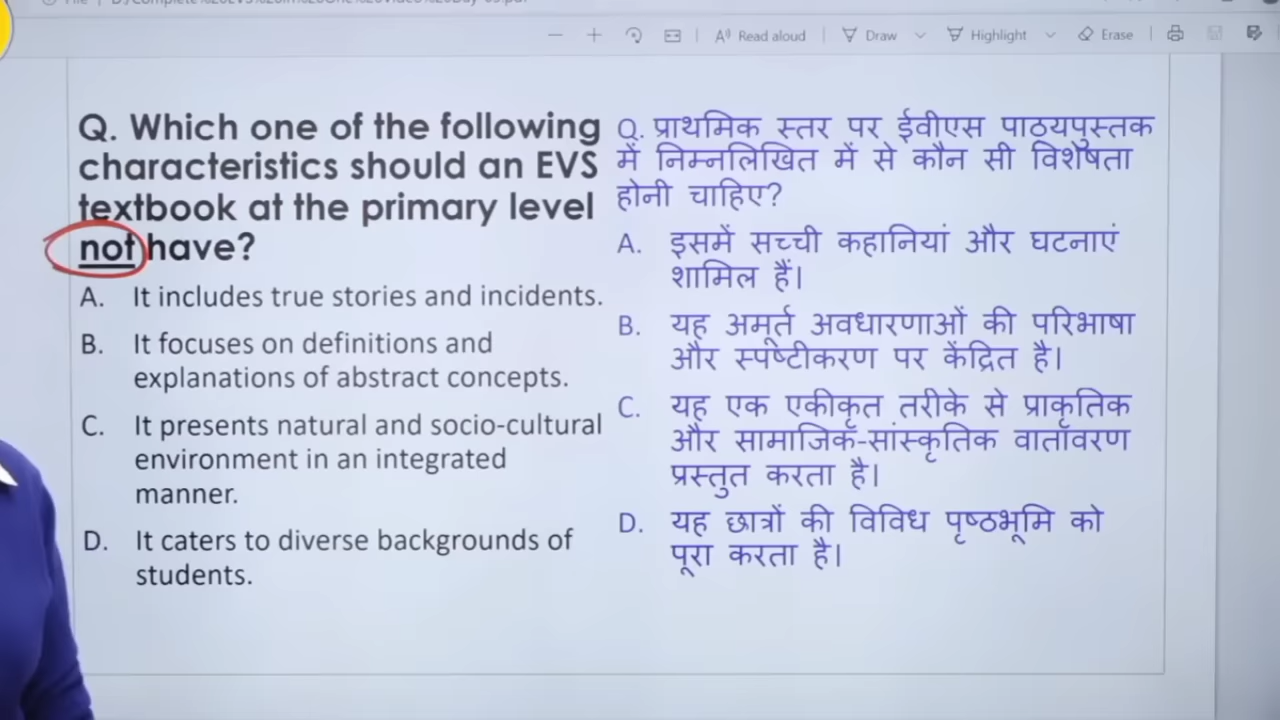 Read aloud
Draw
Highlight
Erase
Q. Which one of the following
characteristics should an EVS
textbook at the primary level
not have?
A. It includes true stories and incidents.
B. It focuses on definitions and
explanations of abstract concepts.
C. It presents natural and socio-cultural
environment in an integrated
manner.
D. It caters to diverse backgrounds of
students.
Q. प्राथमिक स्तर पर ईवीएस पाठ्यपुस्तक
में निम्नलिखित में से कौन सी विशेषता
होनी चाहिए?
A. इसमें सच्ची कहानियां और घटनाएं
शामिल हैं।
B. यह अमूर्त अवधारणाओं की परिभाषा
और स्पष्टीकरण पर केंद्रित है।
C. यह एक एकीकृत तरीके से प्राकृतिक
और सामाजिक-सांस्कृतिक वातावरण
प्रस्तुत करता है।
D. यह छात्रों की विविध पृष्ठभूमि को
पूरा करता है।